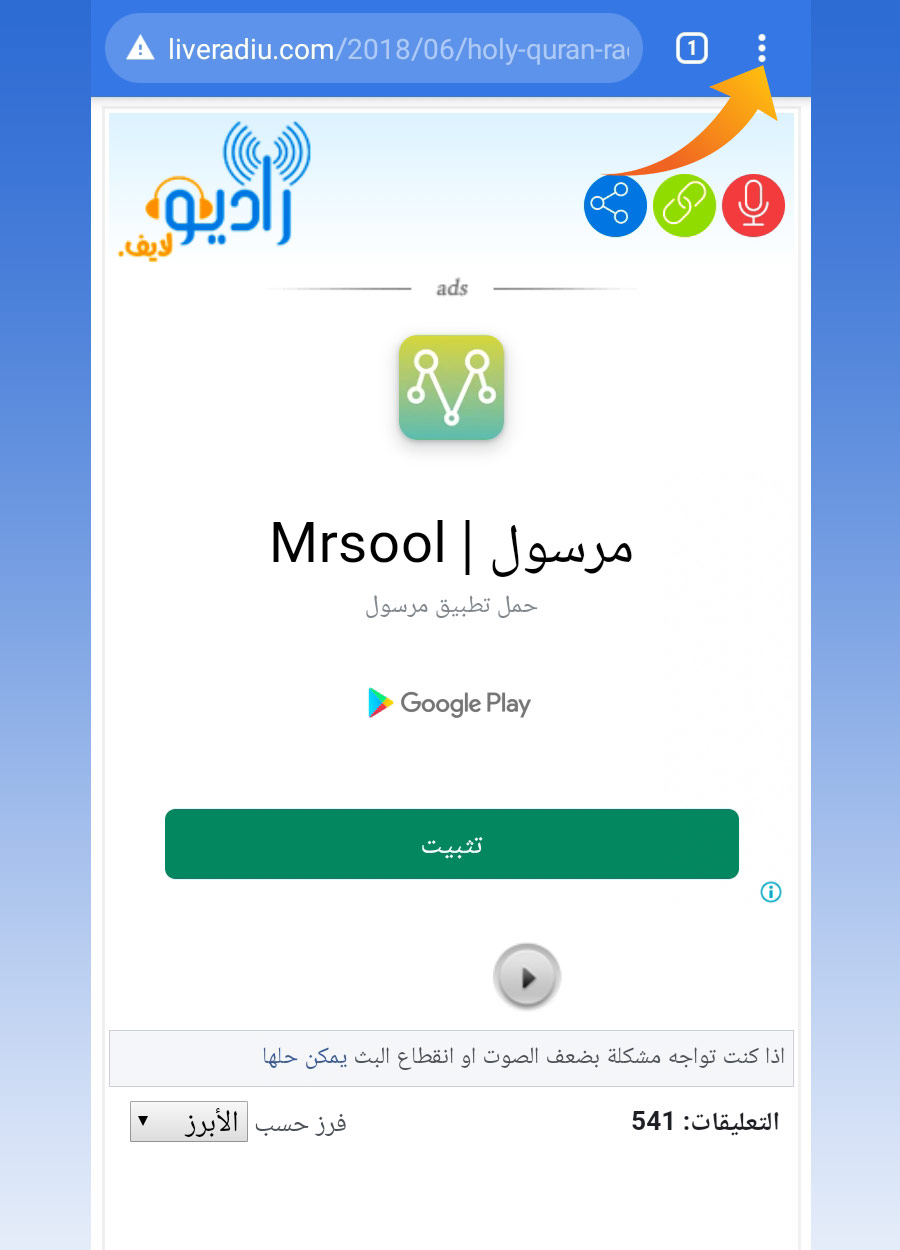 liveradiu.com/2018/06/holy-quran-ra
1
راديو
لايف.
ads
Mrsool | مرسول
حمل تطبيق مرسول
Google Play
تثبيت
اذا كنت تواجه مشكلة بضعف الصوت او انقطاع البث يمكن حلها
التعليقات: 541
فرز حسب الأبرز